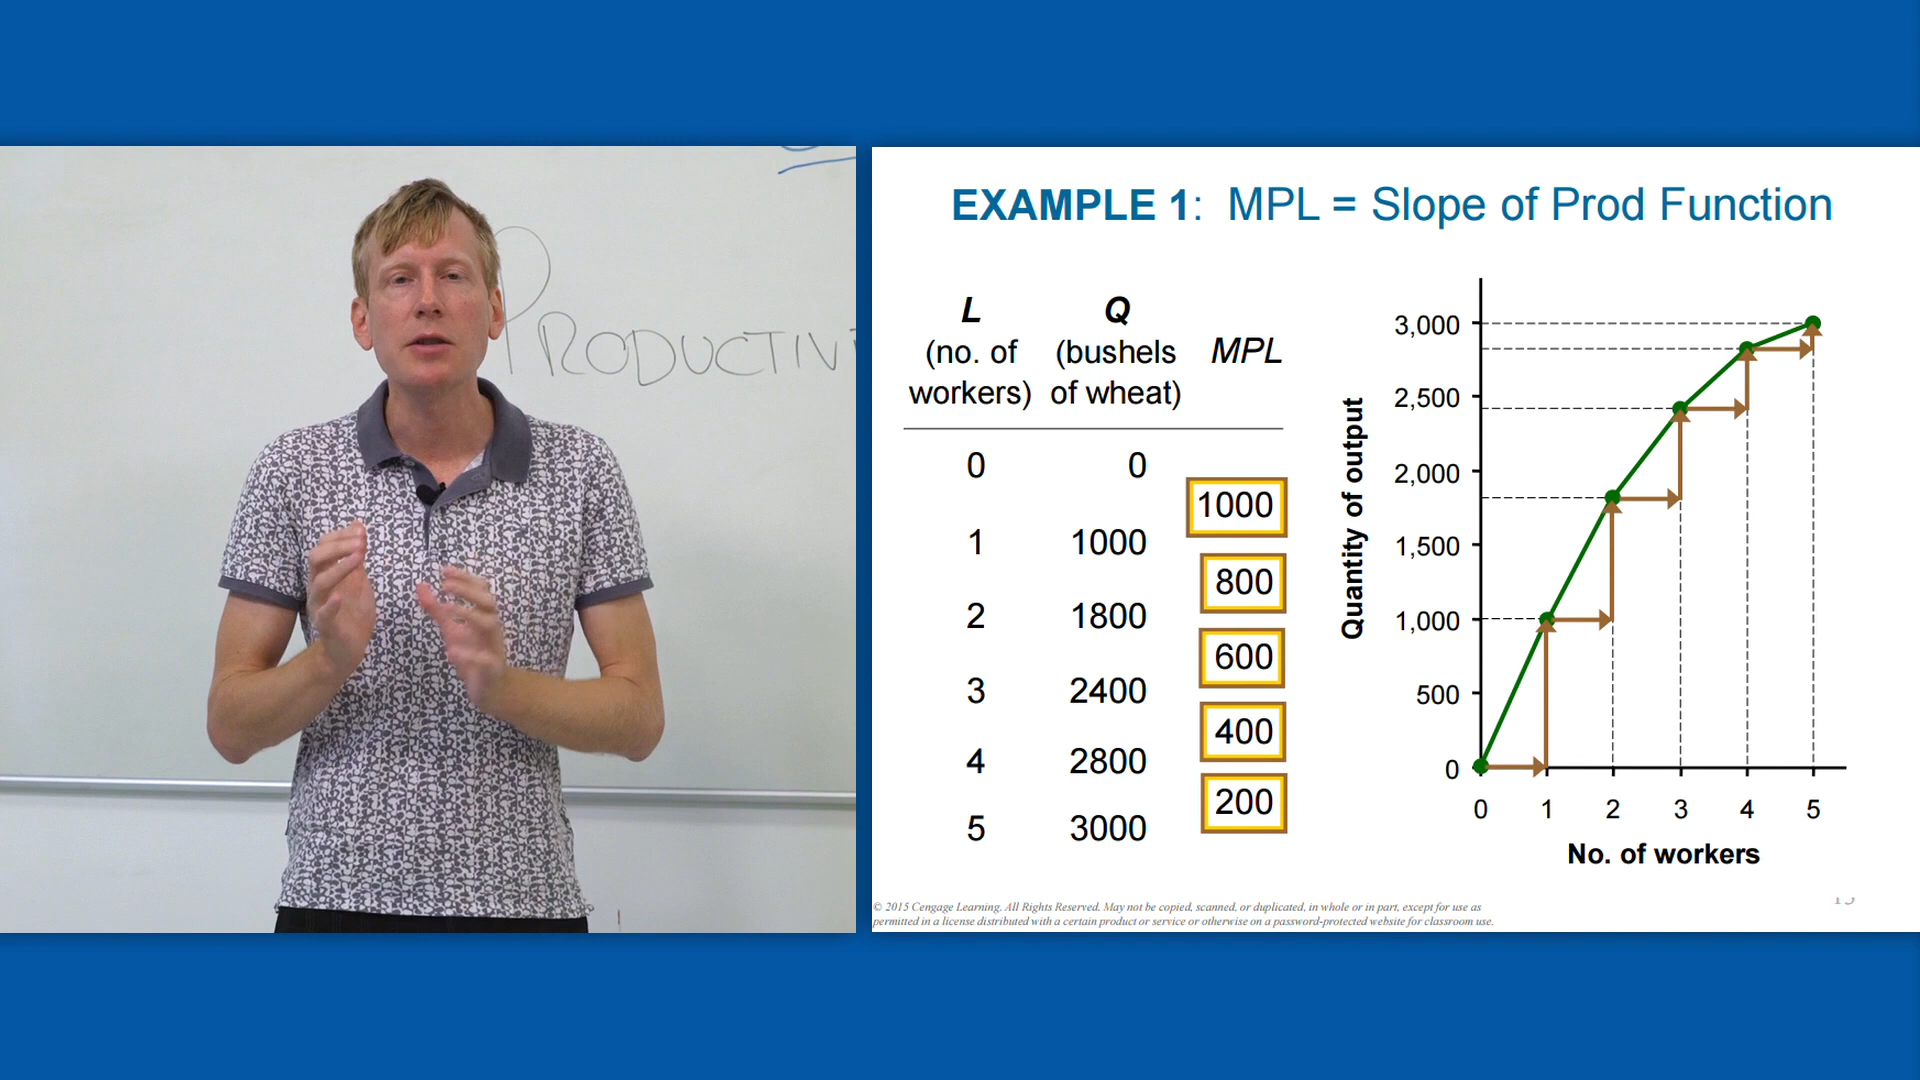 PRODUCTIVI
EXAMPLE 1: MPL = Slope of Prod Function
L Q
(no. of (bushels MPL
workers) of wheat)
0 0
1000
1 1000
800
2 1800
600
3 2400
400
4 2800
200
5 3000
Quantity of output
3,000
2,500
2,000
1,500
1,000
500
0
0 1 2 3 4 5
No. of workers
© 2015 Cengage Learning. All Rights Reserved. May not be copied, scanned, or duplicated, in whole or in part, except for use as
permitted in a license distributed with a certain product or service or otherwise on a password-protected website for classroom use.